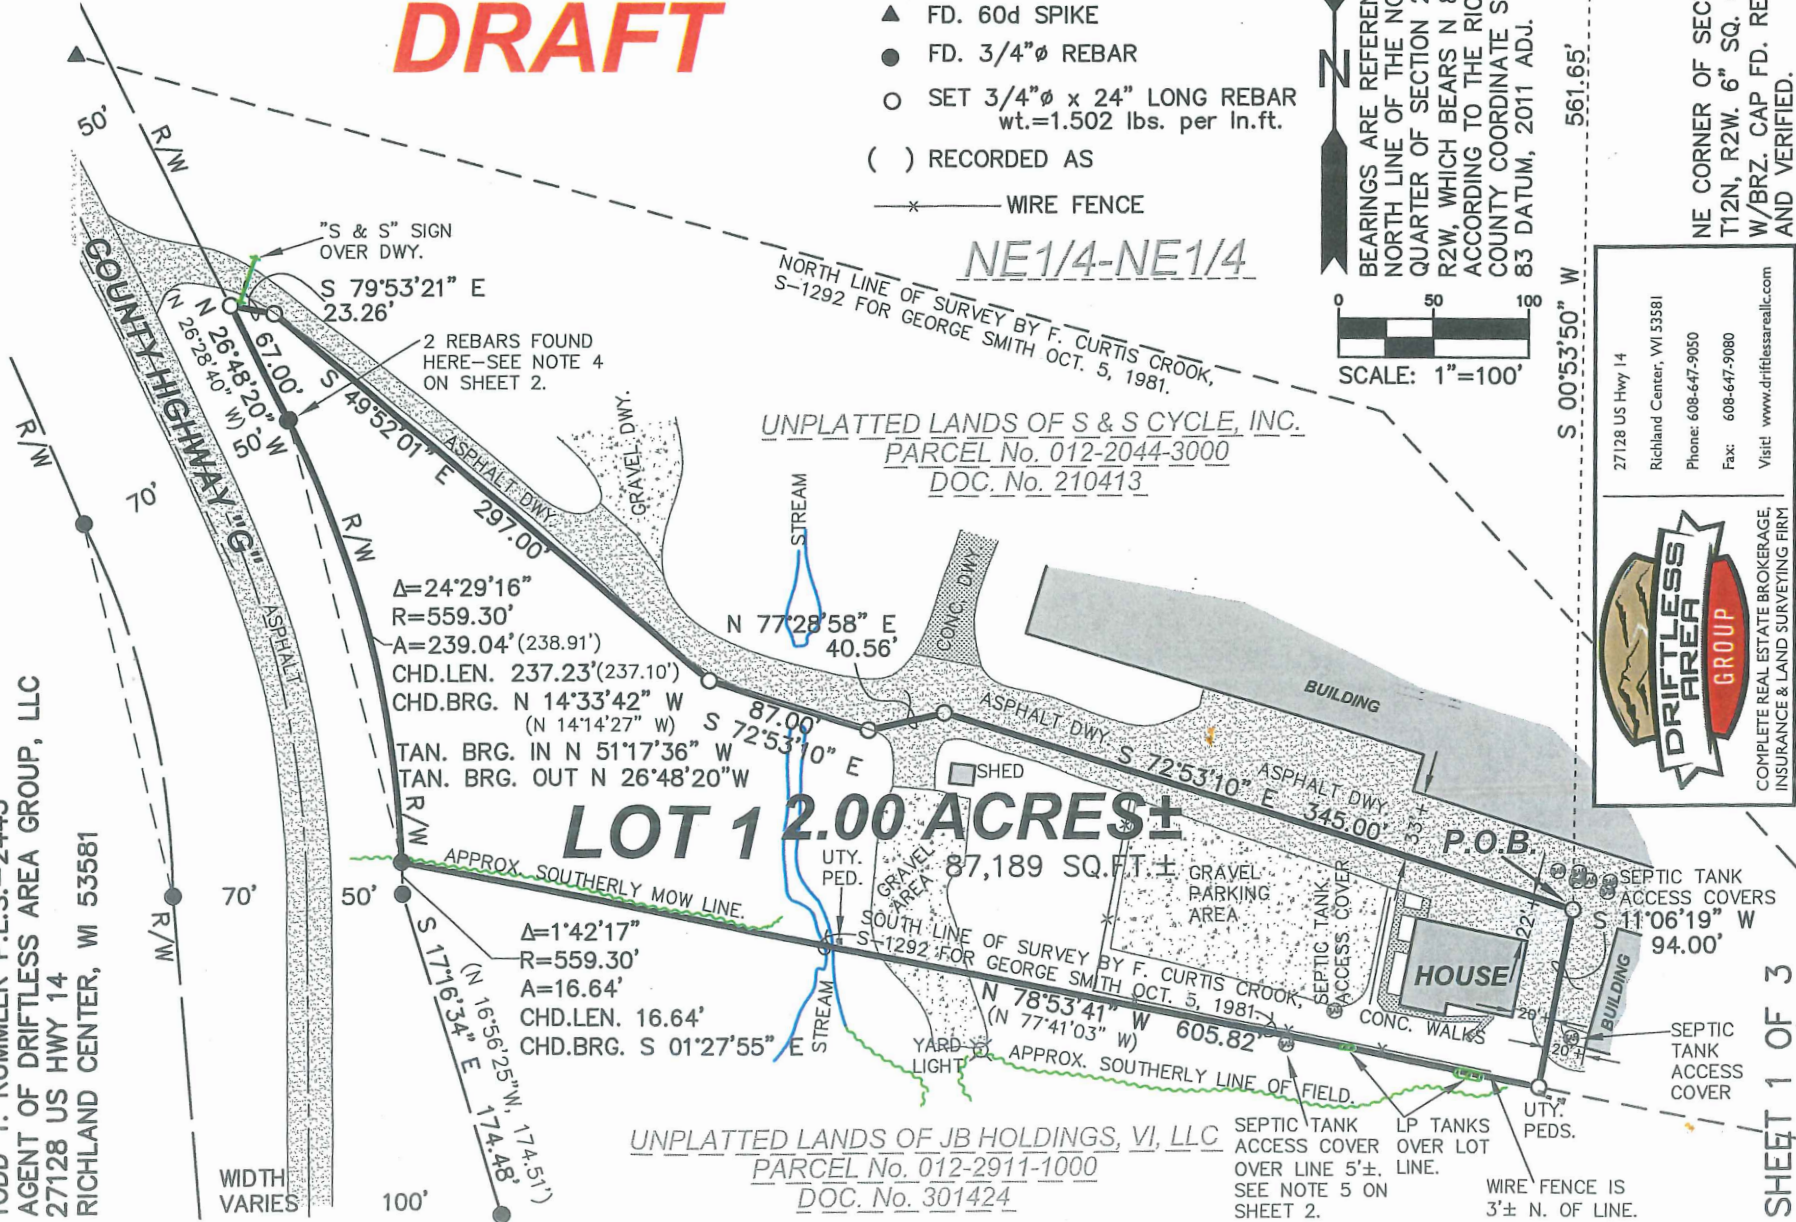 DRAFT
FD. 60d SPIKE
FD. 3/4"ø REBAR
SET 3/4"ø x 24" LONG REBAR
wt.=1.502 lbs. per ln.ft.
( ) RECORDED AS
WIRE FENCE
N
BEARINGS ARE
NORTH LINE OF THE
QUARTER OF SECTION
R2W, WHICH BEARS N
ACCORDING TO THE
COUNTY COORDINATE
83 DATUM, 2011 ADJ.
561.65'
S 00°53'50" W
NE CORNER OF
T12N, R2W. 6" SQ.
W/BRZ. CAP FD.
AND VERIFIED.
0 50 100
SCALE: 1"=100'
NE1/4-NE1/4
NORTH LINE OF SURVEY BY F. CURTIS CROOK,
S-1292 FOR GEORGE SMITH OCT. 5, 1981.
50'
R/W
"S & S" SIGN
OVER DWY.
S 79°53'21" E
23.26'
2 REBARS FOUND
HERE-SEE NOTE 4
ON SHEET 2.
COUNTY HIGHWAY "G"
N 26°48'20" W
67.00'
(N 26°28'40" W)
50'
S 49°52'01" E
297.00'
ASPHALT DWY.
GRAVEL DWY.
UNPLATTED LANDS OF S & S CYCLE, INC.
PARCEL No. 012-2044-3000
DOC. No. 210413
STREAM
R/W
70'
R/W
ASPHALT
Δ=24°29'16"
R=559.30'
A=239.04'(238.91')
CHD.LEN. 237.23'(237.10')
CHD.BRG. N 14°33'42" W
(N 14°14'27" W)
TAN. BRG. IN N 51°17'36" W
TAN. BRG. OUT N 26°48'20"W
R/W
N 77°28'58" E
40.56'
CONC. DWY
BUILDING
87.00'
S 72°53'10" E
ASPHALT DWY.
S 72°53'10" E 345.00'
ASPHALT DWY.
33'±
SHED
LOT 1 2.00 ACRES±
87,189 SQ.FT.±
P.O.B.
APPROX. SOUTHERLY MOW LINE.
UTY.
PED.
GRAVEL
AREA
GRAVEL
PARKING
AREA
SEPTIC TANK
ACCESS COVER
SEPTIC TANK
ACCESS COVERS
22'±
S 11°06'19" W
94.00'
HOUSE
BUILDING
70'
50'
R/W
Δ=1°42'17"
R=559.30'
A=16.64'
CHD.LEN. 16.64'
CHD.BRG. S 01°27'55" E
S 17°16'34" E 174.48'
(N 16°56'25"W, 174.51')
SOUTH LINE OF SURVEY BY F. CURTIS CROOK,
S-1292 FOR GEORGE SMITH OCT. 5, 1981.
N 78°53'41" W 605.82'
(N 77°41'03" W)
CONC. WALKS
20'±
20'±
SEPTIC
TANK
ACCESS
COVER
STREAM
YARD
LIGHT
APPROX. SOUTHERLY LINE OF FIELD.
UTY.
PEDS.
UNPLATTED LANDS OF JB HOLDINGS, VI, LLC
PARCEL No. 012-2911-1000
DOC. No. 301424
SEPTIC TANK
ACCESS COVER
OVER LINE 5'±.
SEE NOTE 5 ON
SHEET 2.
LP TANKS
OVER LOT
LINE.
WIRE FENCE IS
3'± N. OF LINE.
WIDTH
VARIES
100'
AGENT OF DRIFTLESS AREA GROUP, LLC
27128 US HWY 14
RICHLAND CENTER, WI 53581
27128 US Hwy 14
Richland Center, WI 53581
Phone: 608-647-9050
Fax: 608-647-9080
Visit! www.driftlessareallc.com
DRIFTLESS
AREA
GROUP
COMPLETE REAL ESTATE BROKERAGE,
INSURANCE & LAND SURVEYING FIRM
SHEET 1 OF 3